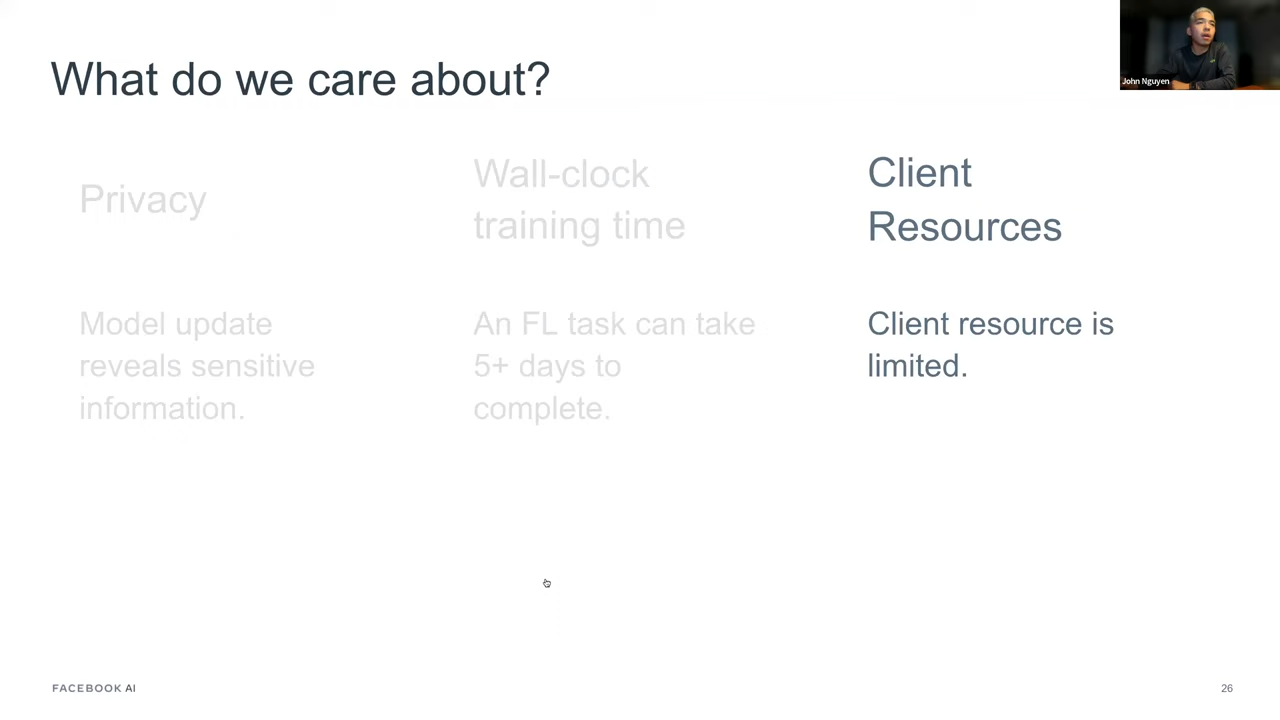 What do we care about?
John Nguyen
Privacy
Wall-clock
training time
Client
Resources
Model update
reveals sensitive
information.
An FL task can take
5+ days to
complete.
Client resource is
limited.
FACEBOOK AI
26